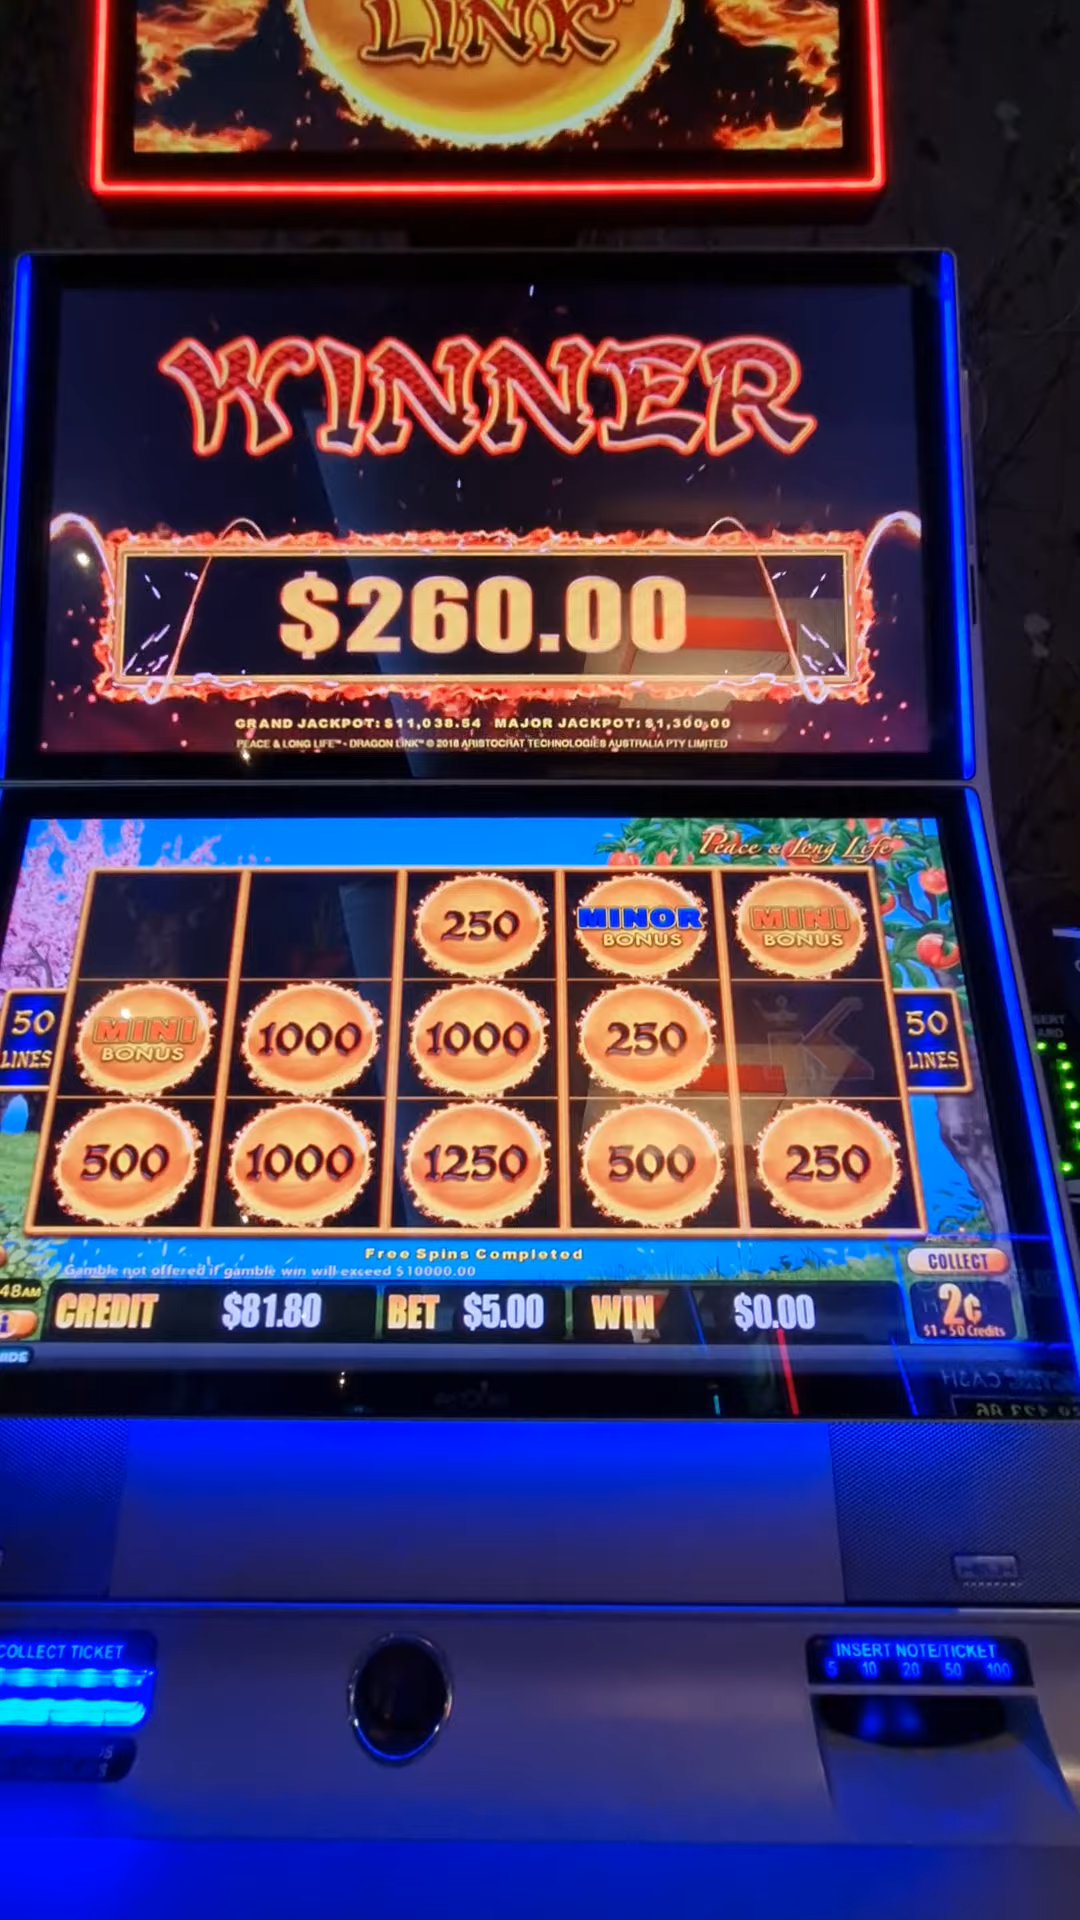 LINK™
WINNER
$260.00
GRAND JACKPOT: $11,038.54 MAJOR JACKPOT: $1,300.00
PEACE & LONG LIFE™ - DRAGON LINK™ © 2016 ARISTOCRAT TECHNOLOGIES AUSTRALIA PTY LIMITED
Peace & Long Life
250 MINOR BONUS MINI BONUS
50 LINES MINI BONUS 1000 1000 250 K 50 LINES
500 1000 1250 500 250
Free Spins Completed
Gamble not offered if gamble win will exceed $10000.00
COLLECT
48AM
CREDIT $81.80 BET $5.00 WIN $0.00 2¢
$1 = 50 Credits
COLLECT TICKET
INSERT NOTE/TICKET
5 10 20 50 100